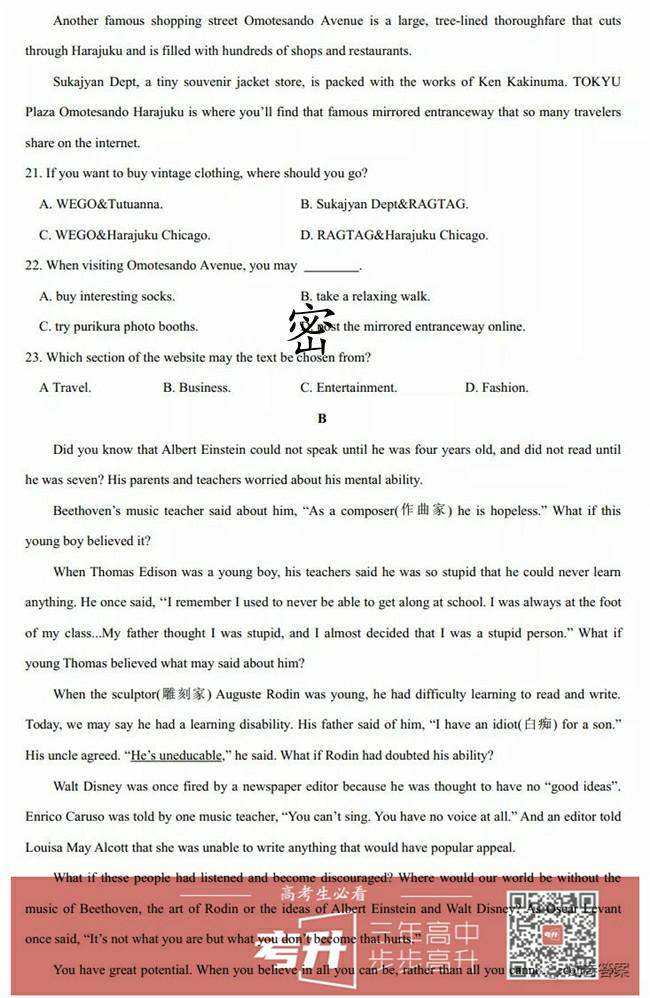 Another famous shopping street Omotesando Avenue is a large, tree-lined thoroughfare that cuts
through Harajuku and is filled with hundreds of shops and restaurants.
Sukajyan Dept, a tiny souvenir jacket store, is packed with the works of Ken Kakinuma. TOKYU
Plaza Omotesando Harajuku is where you’ll find that famous mirrored entranceway that so many travelers
share on the internet.
21. If you want to buy vintage clothing, where should you go?
A. WEGO&Tutuanna. B. Sukajyan Dept&RAGTAG.
C. WEGO&Harajuku Chicago. D. RAGTAG&Harajuku Chicago.
22. When visiting Omotesando Avenue, you may ________.
A. buy interesting socks. B. take a relaxing walk.
C. try purikura photo booths. D. post the mirrored entranceway online.
密
23. Which section of the website may the text be chosen from?
A Travel. B. Business. C. Entertainment. D. Fashion.
B
Did you know that Albert Einstein could not speak until he was four years old, and did not read until
he was seven? His parents and teachers worried about his mental ability.
Beethoven’s music teacher said about him, “As a composer(作曲家) he is hopeless.” What if this
young boy believed it?
When Thomas Edison was a young boy, his teachers said he was so stupid that he could never learn
anything. He once said, ‘‘I remember I used to never be able to get along at school. I was always at the foot
of my class...My father thought I was stupid, and I almost decided that I was a stupid person.” What if
young Thomas believed what may said about him?
When the sculptor(雕刻家) Auguste Rodin was young, he had difficulty learning to read and write.
Today, we may say he had a learning disability. His father said of him, “I have an idiot(白痴) for a son.”
His uncle agreed. “He’s uneducable,” he said. What if Rodin had doubted his ability?
Walt Disney was once fired by a newspaper editor because he was thought to have no “good ideas”.
Enrico Caruso was told by one music teacher, “You can’t sing. You have no voice at all.” And an editor told
Louisa May Alcott that she was unable to write anything that would have popular appeal.
What if these people had listened and become discouraged? Where would our world be without the
高考生必看
music of Beethoven, the art of Rodin or the ideas of Albert Einstein and Walt Disney? As Oscar Levant
once said, “It’s not what you are but what you don’t become that hurts.”
考升 三年高中
步步高升
You have great potential. When you believe in all you can be, rather than all you
答案